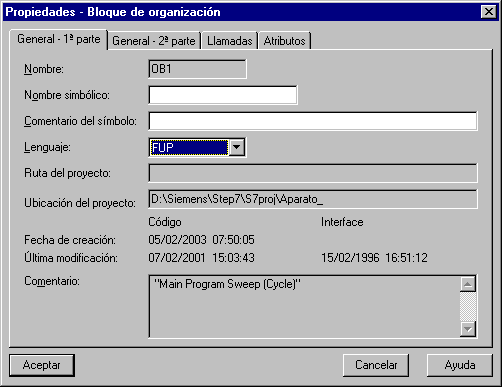 Propiedades - Bloque de organización
General - 1ª parte General - 2ª parte Llamadas Atributos
Nombre: OB1
Nombre simbólico:
Comentario del símbolo:
Lenguaje: FUP
Ruta del proyecto:
Ubicación del proyecto: D:\Siemens\Step7\S7proj\Aparato_
Código Interface
Fecha de creación: 05/02/2003 07:50:05
Última modificación: 07/02/2001 15:03:43 15/02/1996 16:51:12
Comentario: "Main Program Sweep (Cycle)"
Aceptar Cancelar Ayuda